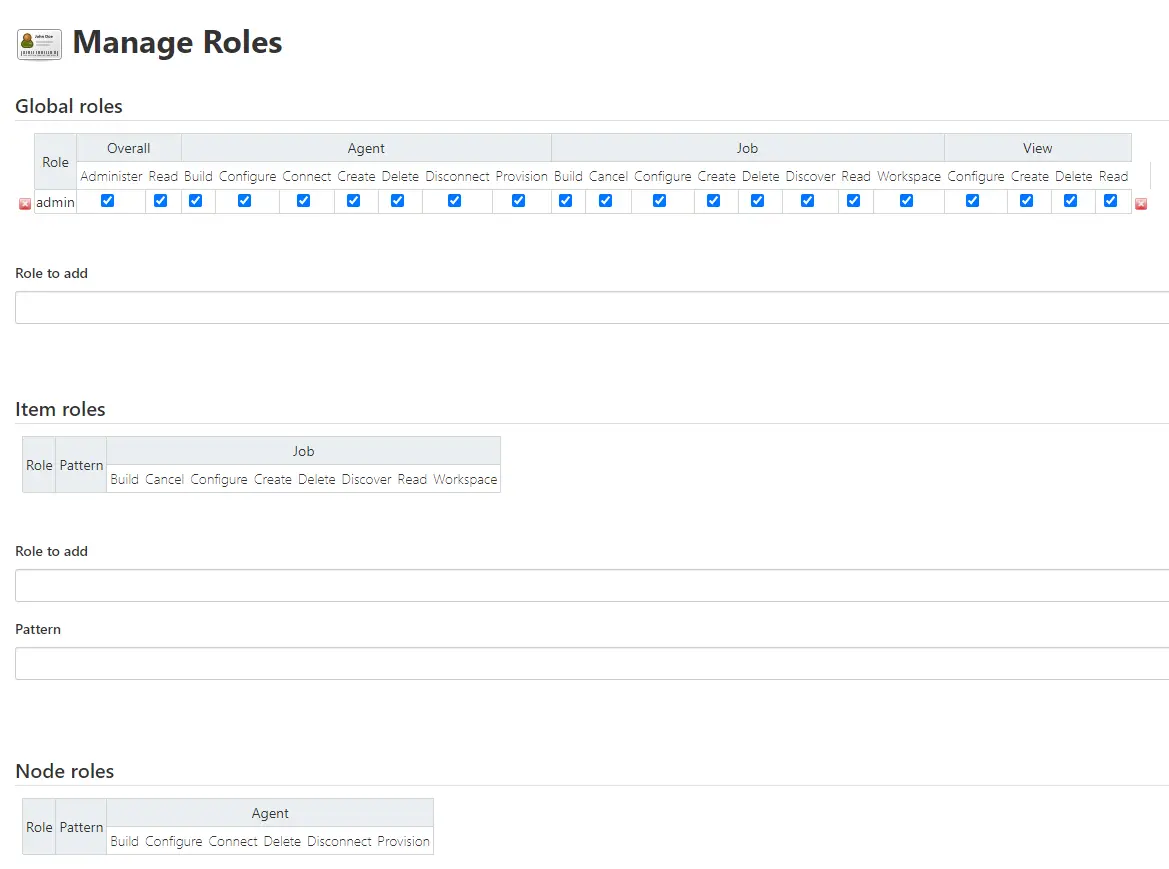 John Doe
Manage Roles
Global roles
Role Overall Agent Job View
Administer Read Build Configure Connect Create Delete Disconnect Provision Build Cancel Configure Create Delete Discover Read Workspace Configure Create Delete Read
admin
Role to add
Item roles
Role Pattern Job
Build Cancel Configure Create Delete Discover Read Workspace
Role to add
Pattern
Node roles
Role Pattern Agent
Build Configure Connect Delete Disconnect Provision